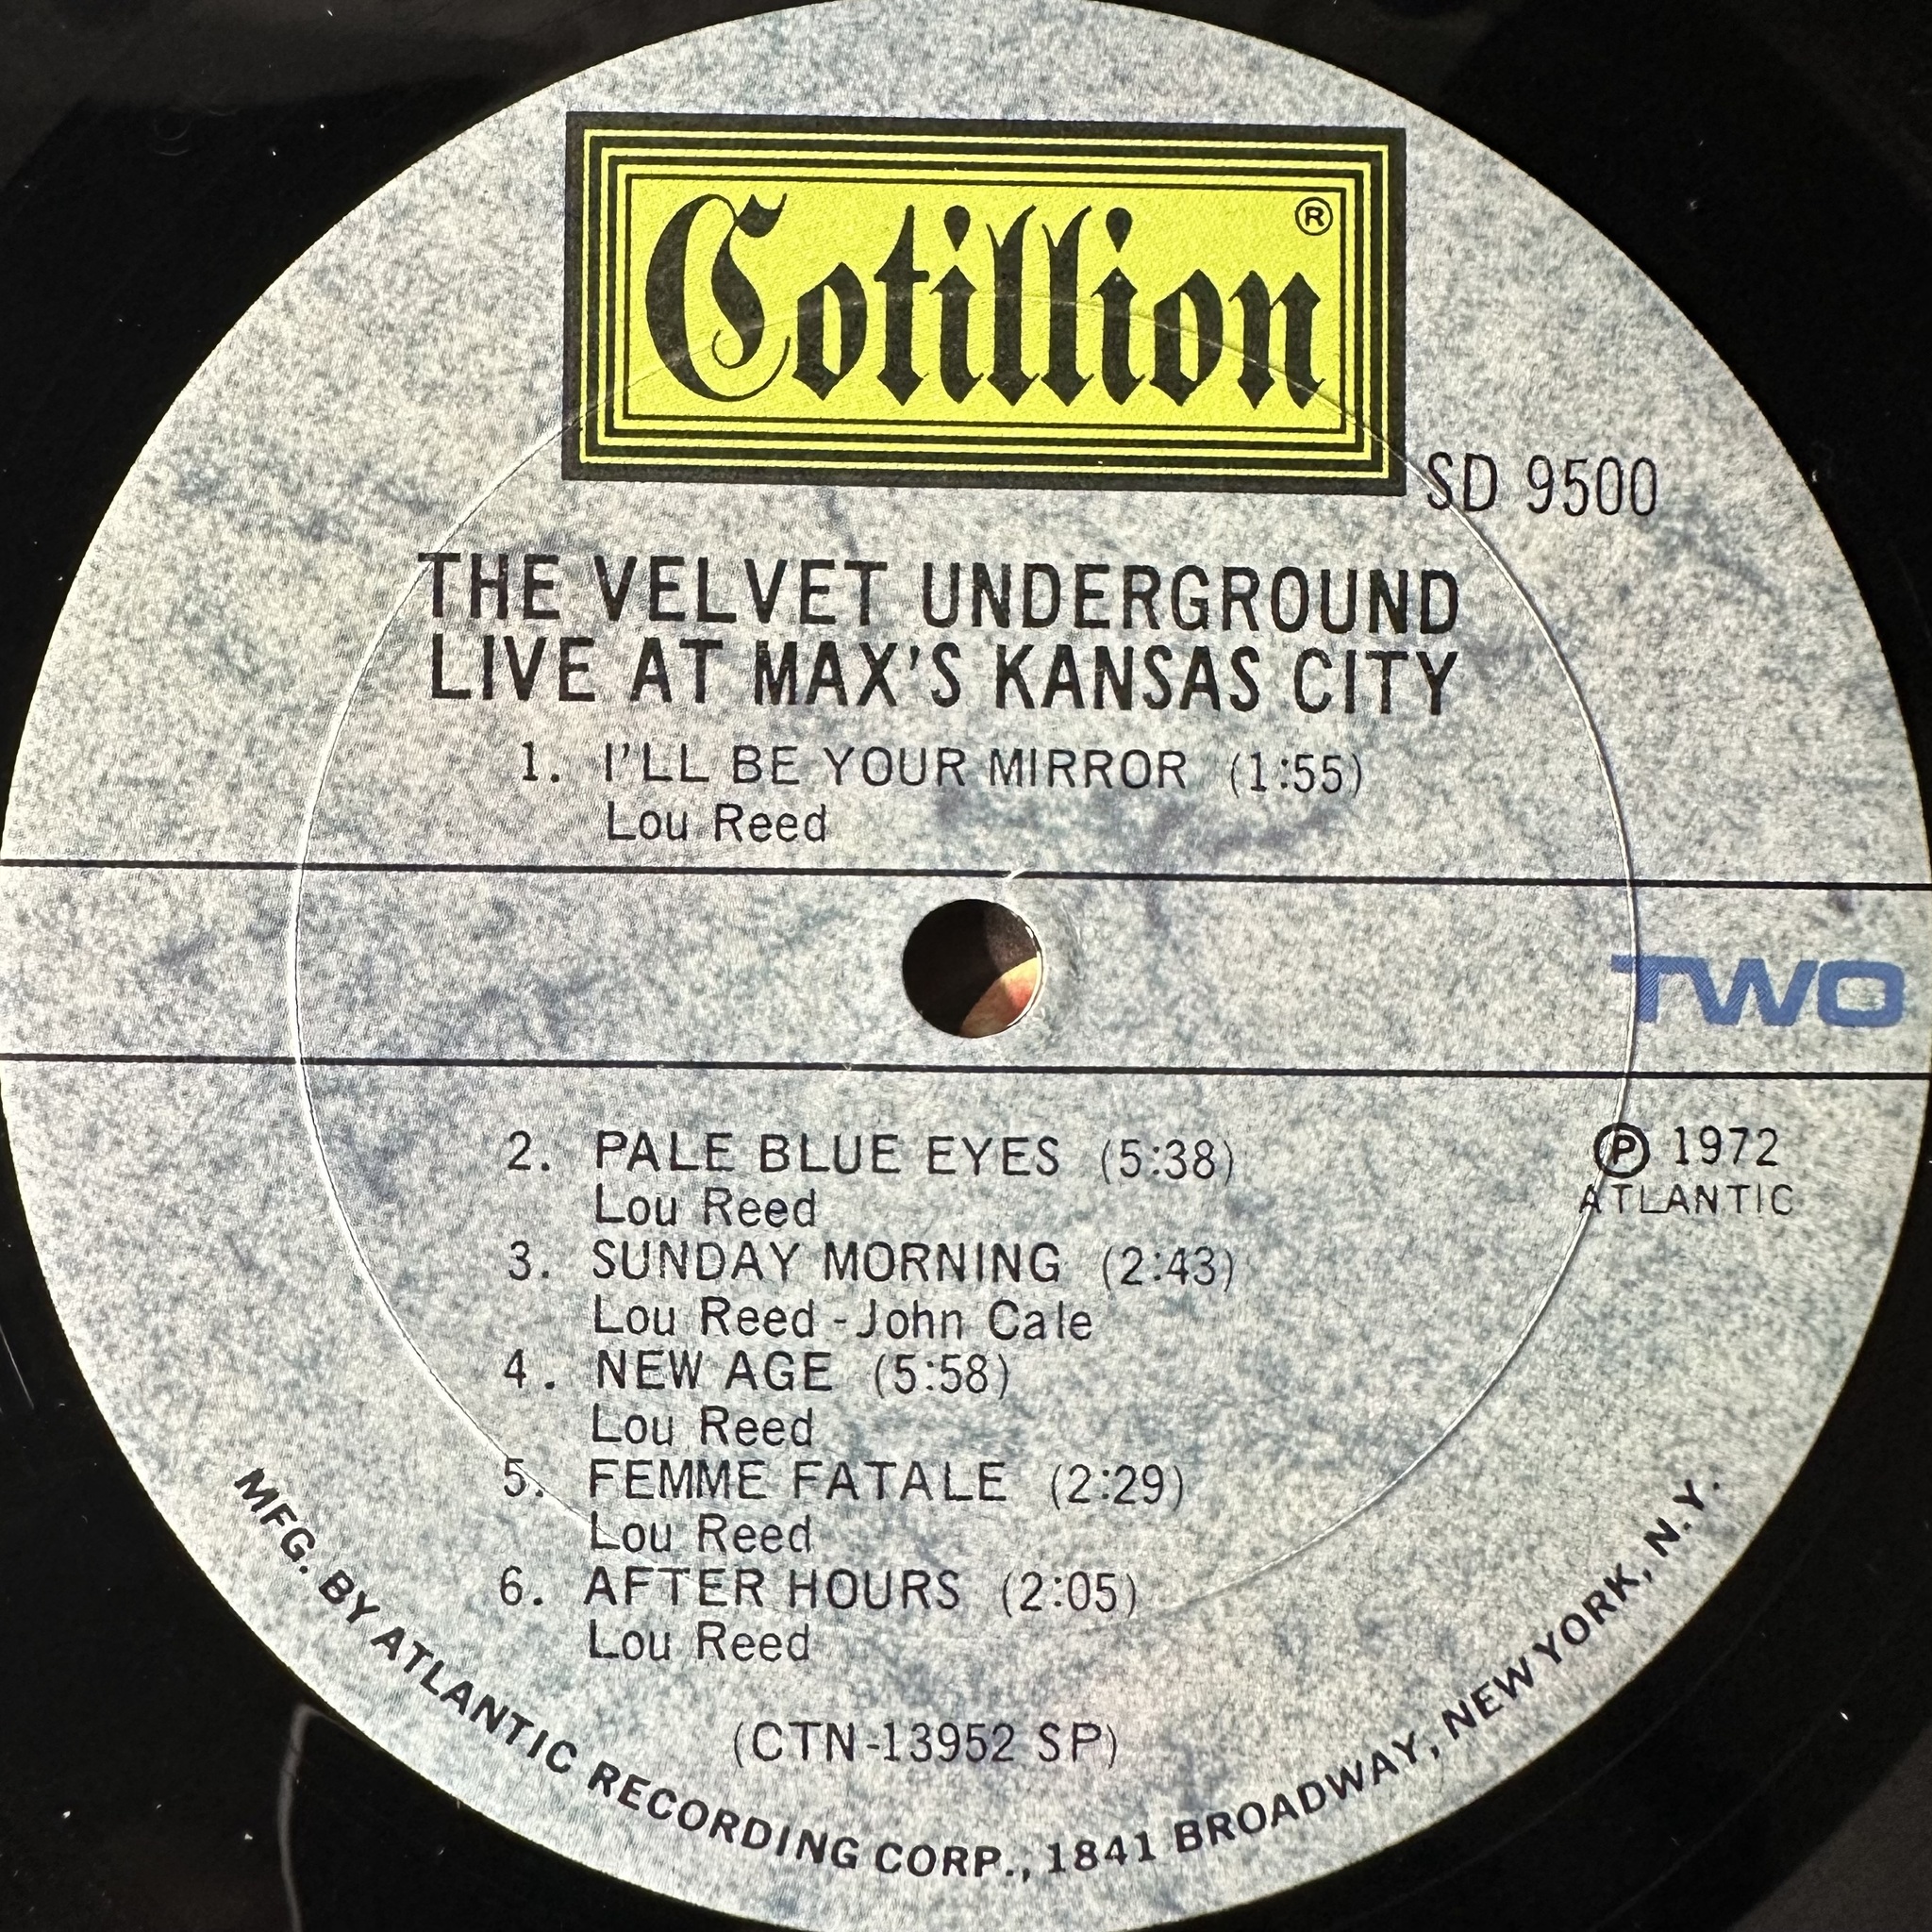 Cotillion ®
SD 9500
THE VELVET UNDERGROUND
LIVE AT MAX'S KANSAS CITY
1. I'LL BE YOUR MIRROR (1:55)
Lou Reed
TWO
2. PALE BLUE EYES (5:38)
Lou Reed
℗ 1972
ATLANTIC
3. SUNDAY MORNING (2:43)
Lou Reed - John Cale
4. NEW AGE (5:58)
Lou Reed
5. FEMME FATALE (2:29)
Lou Reed
6. AFTER HOURS (2:05)
Lou Reed
(CTN-13952 SP)
MFG. BY ATLANTIC RECORDING CORP., 1841 BROADWAY, NEW YORK, N.Y.